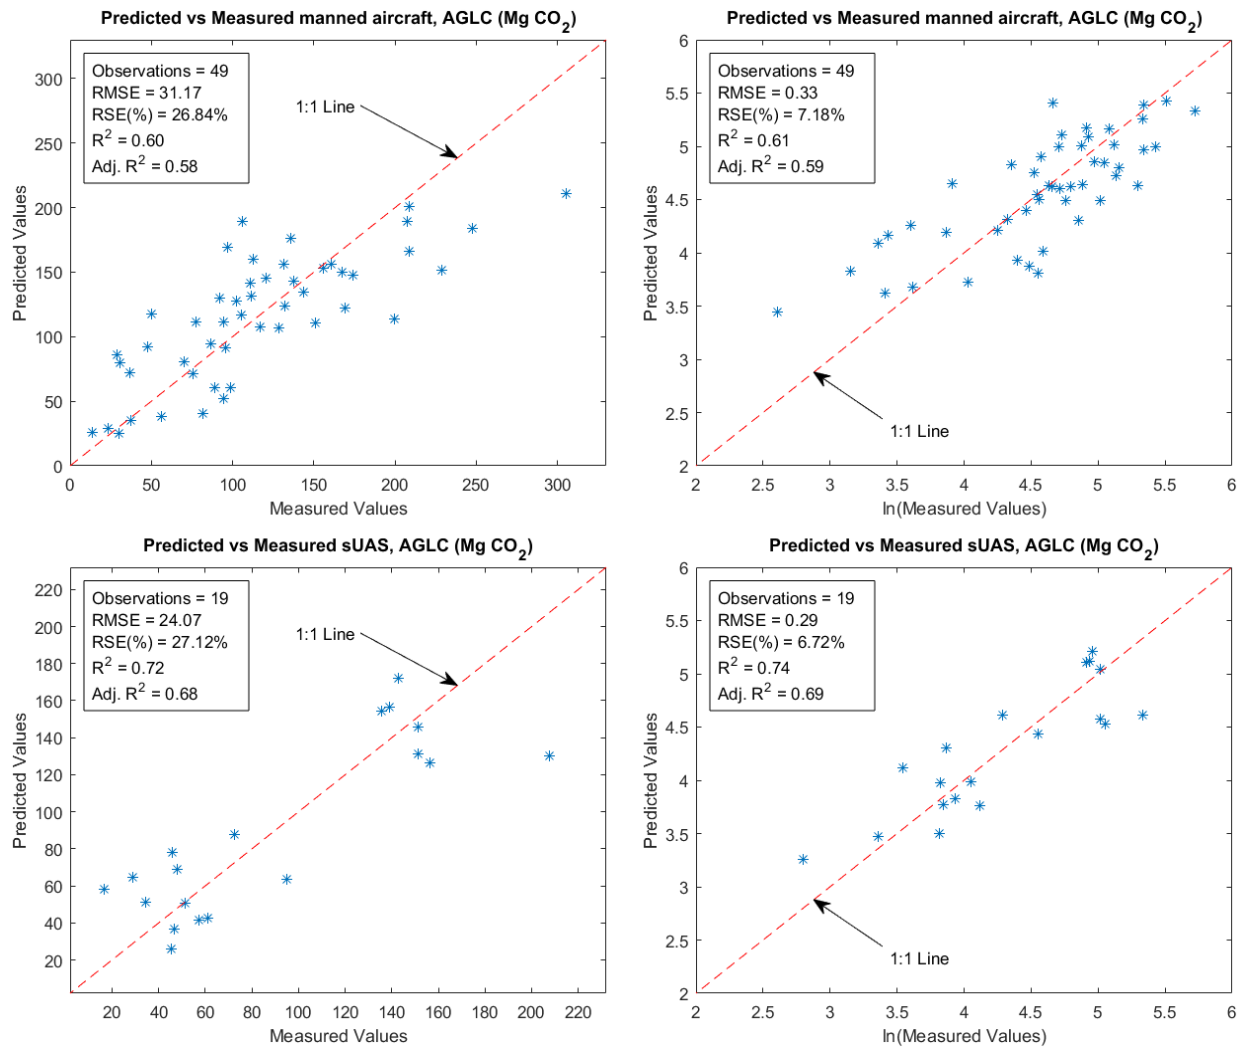 Predicted vs Measured manned aircraft, AGLC (Mg CO2)
Observations = 49
RMSE = 31.17
RSE(%) = 26.84%
R2 = 0.60
Adj. R2 = 0.58
1:1 Line
300
250
200
150
100
50
0
Predicted Values
0 50 100 150 200 250 300
Measured Values
Predicted vs Measured manned aircraft, AGLC (Mg CO2)
Observations = 49
RMSE = 0.33
RSE(%) = 7.18%
R2 = 0.61
Adj. R2 = 0.59
1:1 Line
6
5.5
5
4.5
4
3.5
3
2.5
2
Predicted Values
2 2.5 3 3.5 4 4.5 5 5.5 6
ln(Measured Values)
Predicted vs Measured sUAS, AGLC (Mg CO2)
Observations = 19
RMSE = 24.07
RSE(%) = 27.12%
R2 = 0.72
Adj. R2 = 0.68
1:1 Line
220
200
180
160
140
120
100
80
60
40
20
Predicted Values
20 40 60 80 100 120 140 160 180 200 220
Measured Values
Predicted vs Measured sUAS, AGLC (Mg CO2)
Observations = 19
RMSE = 0.29
RSE(%) = 6.72%
R2 = 0.74
Adj. R2 = 0.69
1:1 Line
6
5.5
5
4.5
4
3.5
3
2.5
2
Predicted Values
2 2.5 3 3.5 4 4.5 5 5.5 6
ln(Measured Values)